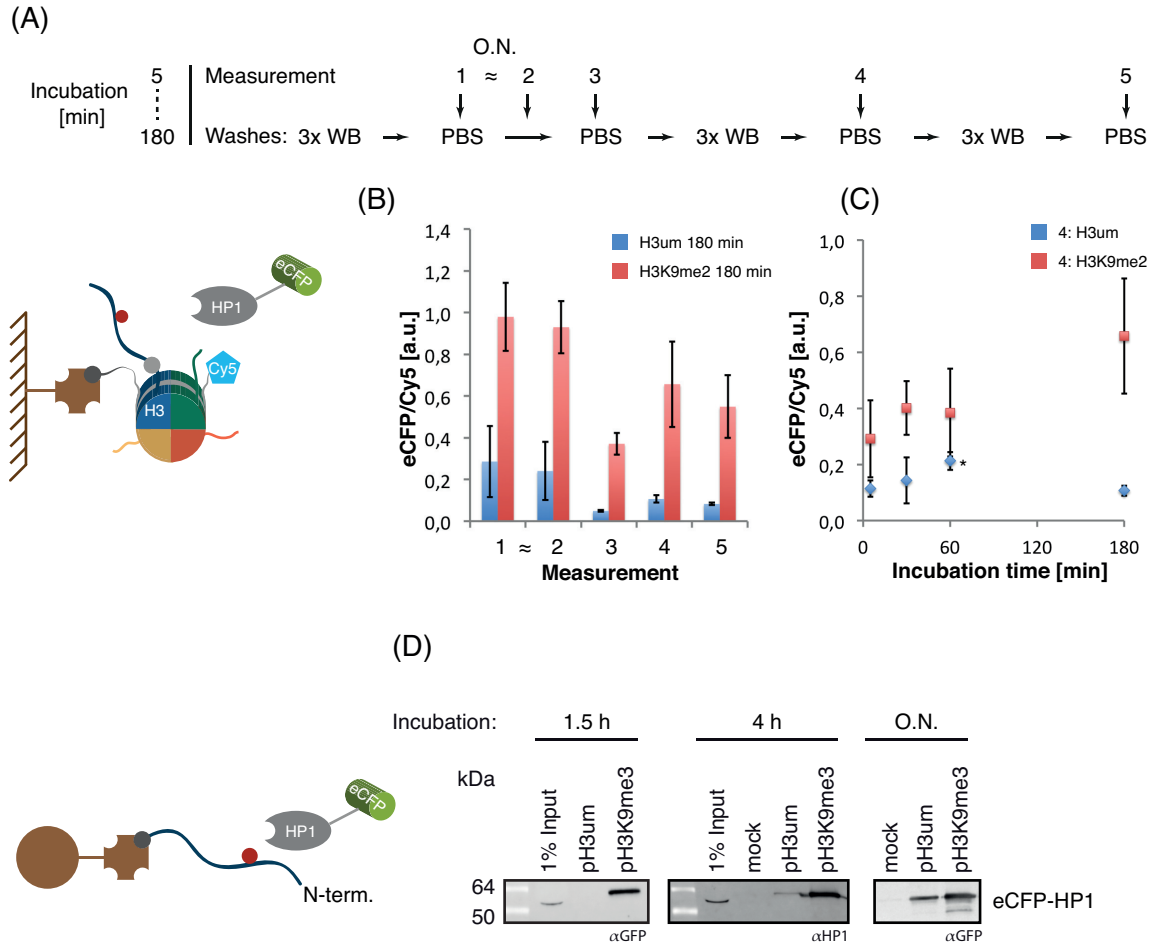 (A)
O.N.
Incubation [min] 5 180
Measurement 1 ≈ 2 3 4 5
Washes: 3x WB PBS PBS 3x WB PBS 3x WB PBS
eCFP
HP1
Cy5
H3
(B)
eCFP/Cy5 [a.u.]
1,4
1,2
1,0
0,8
0,6
0,4
0,2
0,0
H3um 180 min
H3K9me2 180 min
1 ≈ 2 3 4 5
Measurement
(C)
eCFP/Cy5 [a.u.]
1,0
0,8
0,6
0,4
0,2
0,0
4: H3um
4: H3K9me2
*
0 60 120 180
Incubation time [min]
(D)
eCFP
HP1
N-term.
Incubation: 1.5 h 4 h O.N.
kDa
1% Input
pH3um
pH3K9me3
1% Input
mock
pH3um
pH3K9me3
mock
pH3um
pH3K9me3
64
50
eCFP-HP1
αGFP αHP1 αGFP